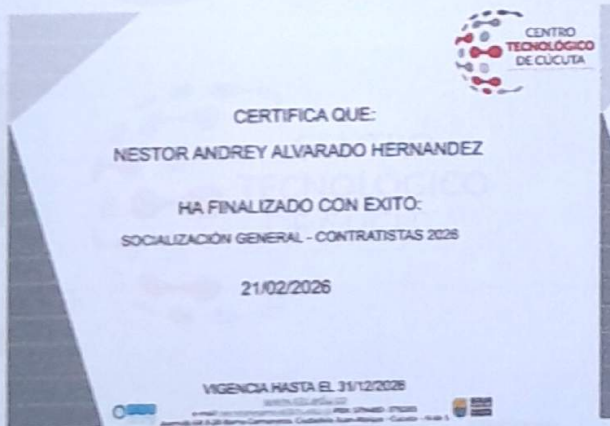 CENTRO
TECNOLÓGICO
DE CÚCUTA
CERTIFICA QUE:
NESTOR ANDREY ALVARADO HERNANDEZ
HA FINALIZADO CON EXITO:
SOCIALIZACIÓN GENERAL - CONTRATISTAS 2026
21/02/2026
VIGENCIA HASTA EL 31/12/2026